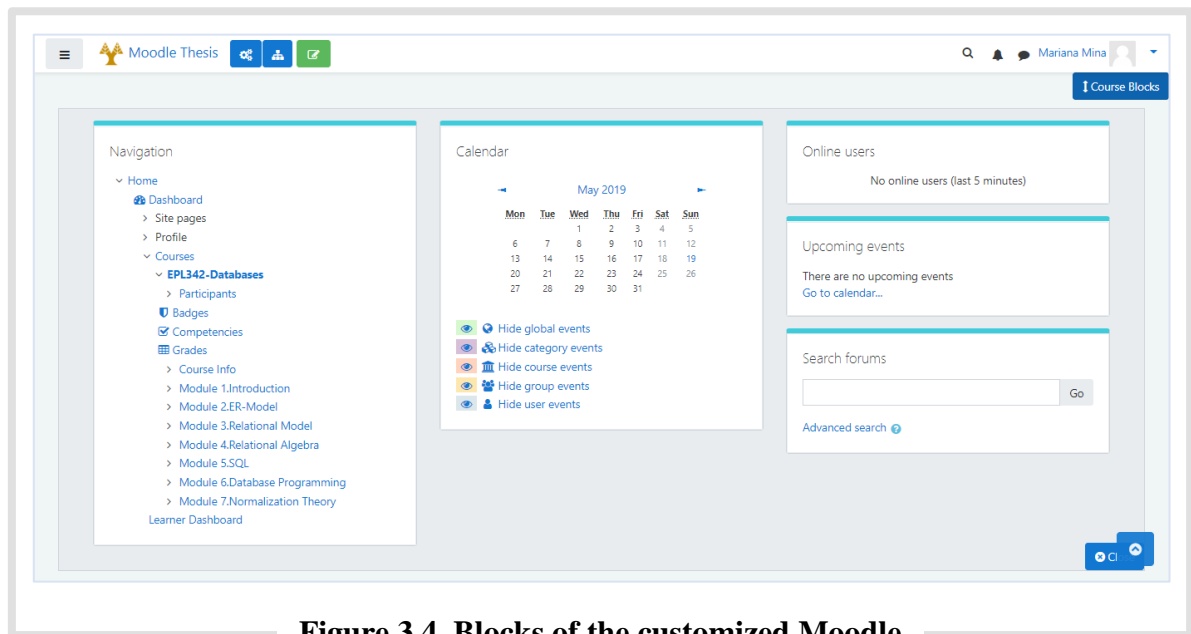 Moodle Thesis
Mariana Mina
Course Blocks
Navigation
Home
Dashboard
Site pages
Profile
Courses
EPL342-Databases
Participants
Badges
Competencies
Grades
Course Info
Module 1.Introduction
Module 2.ER-Model
Module 3.Relational Model
Module 4.Relational Algebra
Module 5.SQL
Module 6.Database Programming
Module 7.Normalization Theory
Learner Dashboard
Calendar
May 2019
Mon Tue Wed Thu Fri Sat Sun
1 2 3 4 5
6 7 8 9 10 11 12
13 14 15 16 17 18 19
20 21 22 23 24 25 26
27 28 29 30 31
Hide global events
Hide category events
Hide course events
Hide group events
Hide user events
Online users
No online users (last 5 minutes)
Upcoming events
There are no upcoming events
Go to calendar...
Search forums
Go
Advanced search
Figure 3.4. Blocks of the customized Moodle